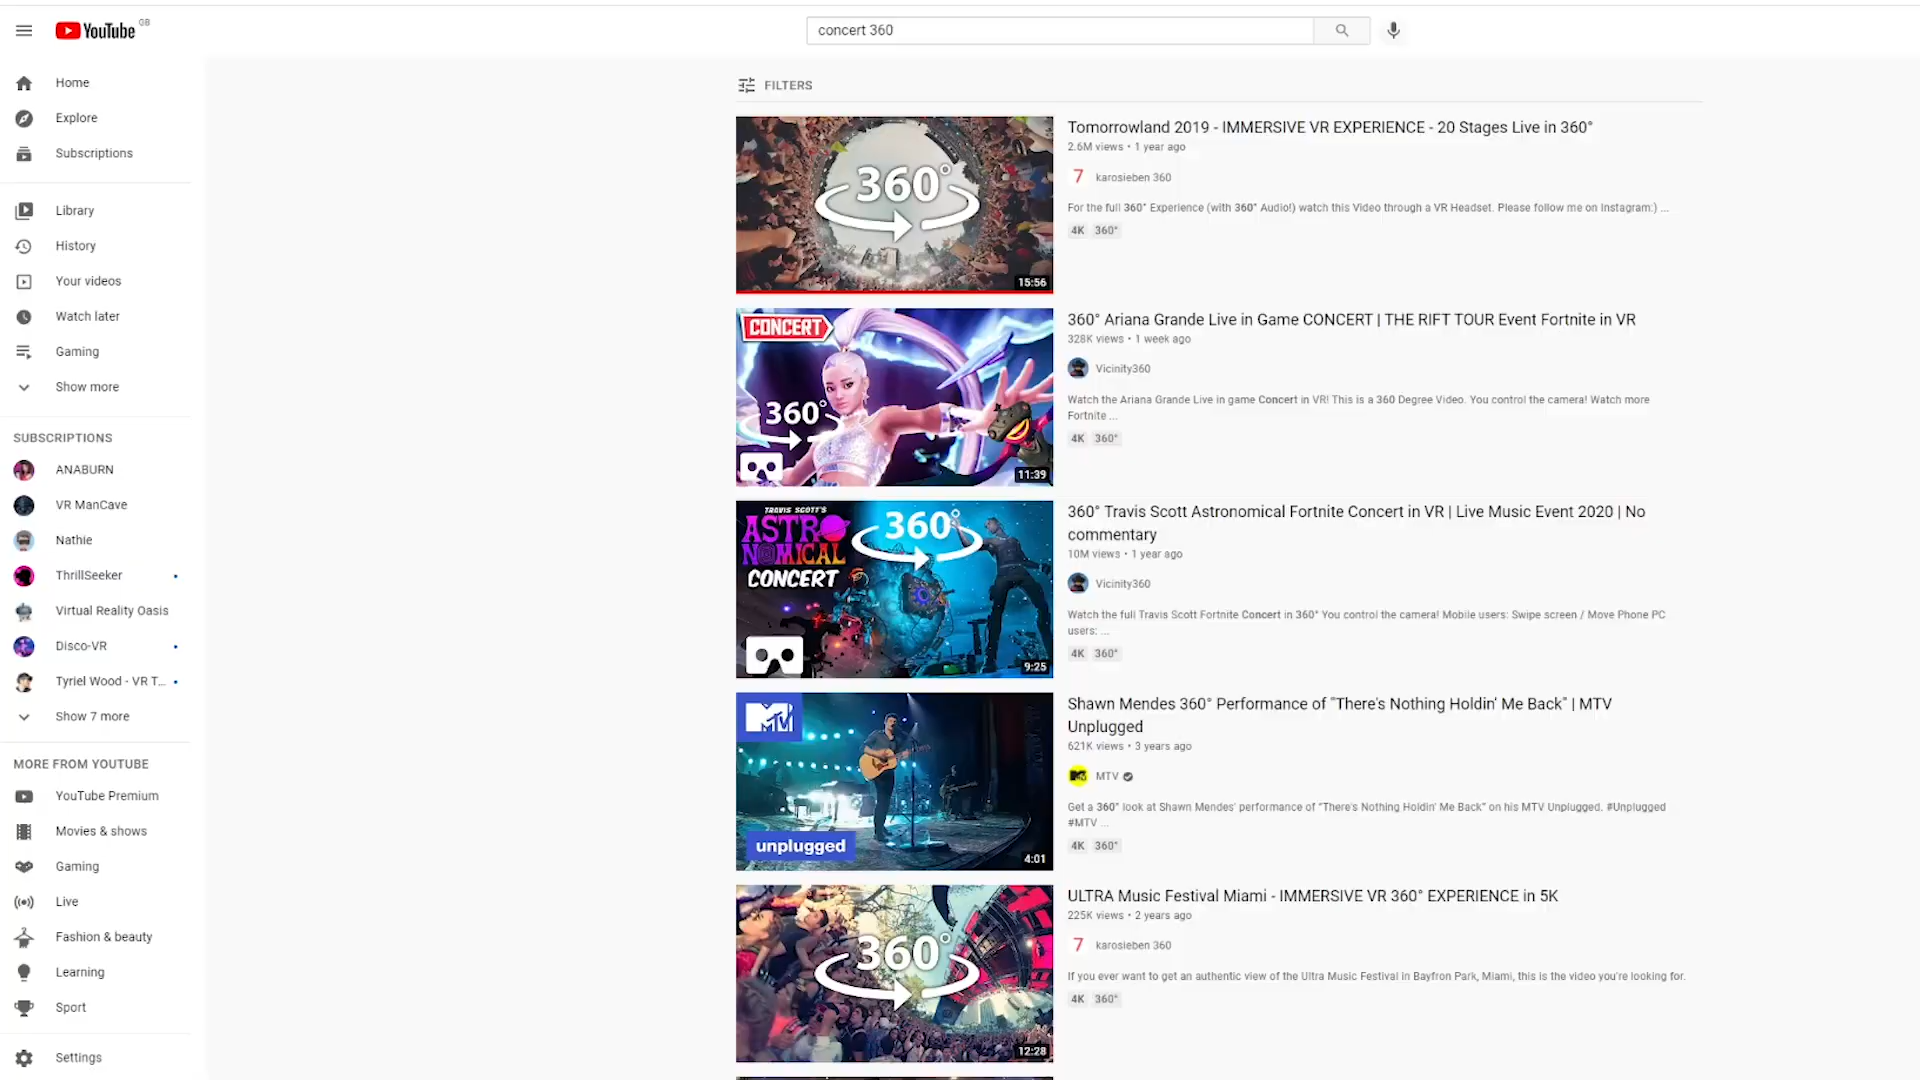 YouTube GB
concert 360
Home
Explore
Subscriptions
Library
History
Your videos
Watch later
Gaming
Show more
SUBSCRIPTIONS
ANABURN
VR ManCave
Nathie
ThrillSeeker
Virtual Reality Oasis
Disco-VR
Tyriel Wood - VR T...
Show 7 more
MORE FROM YOUTUBE
YouTube Premium
Movies & shows
Gaming
Live
Fashion & beauty
Learning
Sport
Settings
FILTERS
360°
15:56
Tomorrowland 2019 - IMMERSIVE VR EXPERIENCE - 20 Stages Live in 360°
2.6M views • 1 year ago
7 karosieben 360
For the full 360° Experience (with 360° Audio!) watch this Video through a VR Headset. Please follow me on Instagram:) ...
4K 360°
CONCERT
360°
11:39
360° Ariana Grande Live in Game CONCERT | THE RIFT TOUR Event Fortnite in VR
328K views • 1 week ago
Vicinity360
Watch the Ariana Grande Live in game Concert in VR! This is a 360 Degree Video. You control the camera! Watch more
Fortnite ...
4K 360°
TRAVIS SCOTT'S
ASTRO
NOMICAL
CONCERT
360°
9:25
360° Travis Scott Astronomical Fortnite Concert in VR | Live Music Event 2020 | No
commentary
10M views • 1 year ago
Vicinity360
Watch the full Travis Scott Fortnite Concert in 360° You control the camera! Mobile users: Swipe screen / Move Phone PC
users: ...
4K 360°
MTV
unplugged
4:01
Shawn Mendes 360° Performance of "There's Nothing Holdin' Me Back" | MTV
Unplugged
621K views • 3 years ago
MTV
Get a 360° look at Shawn Mendes' performance of "There's Nothing Holdin' Me Back" on his MTV Unplugged. #Unplugged
#MTV ...
4K 360°
360°
12:28
ULTRA Music Festival Miami - IMMERSIVE VR 360° EXPERIENCE in 5K
225K views • 2 years ago
7 karosieben 360
If you ever want to get an authentic view of the Ultra Music Festival in Bayfron Park, Miami, this is the video you're looking for.
4K 360°